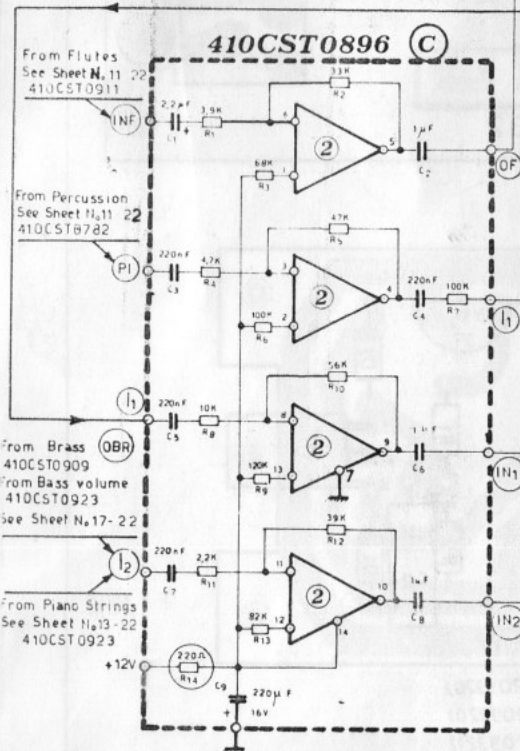 410CST0896 C
From Flutes
See Sheet No 11 22
410CST0911
INF
2,2µF
C1
+
3,9K
R1
33K
R2
6
5
1
2
68K
R3
1µF
C2
OF
From Percussion
See Sheet No11 - 22
410CST8782
PI
220nF
C3
4,7K
R4
47K
R5
3
4
2
2
100K
R6
220nF
C4
100K
R7
I1
I1
220nF
C5
10K
R8
56K
R10
8
9
13
2
7
120K
R9
C6
IN1
From Brass OBR
410CST0909
From Bass volume
410CST0923
See Sheet No17-22
I2
220nF
C7
2,2K
R11
39K
R12
11
10
12
2
14
82K
R13
1µF
C8
IN2
From Piano Strings
See Sheet No13-22
410CST0923
+12V
220Ω
R14
C9
220µF
+
16V